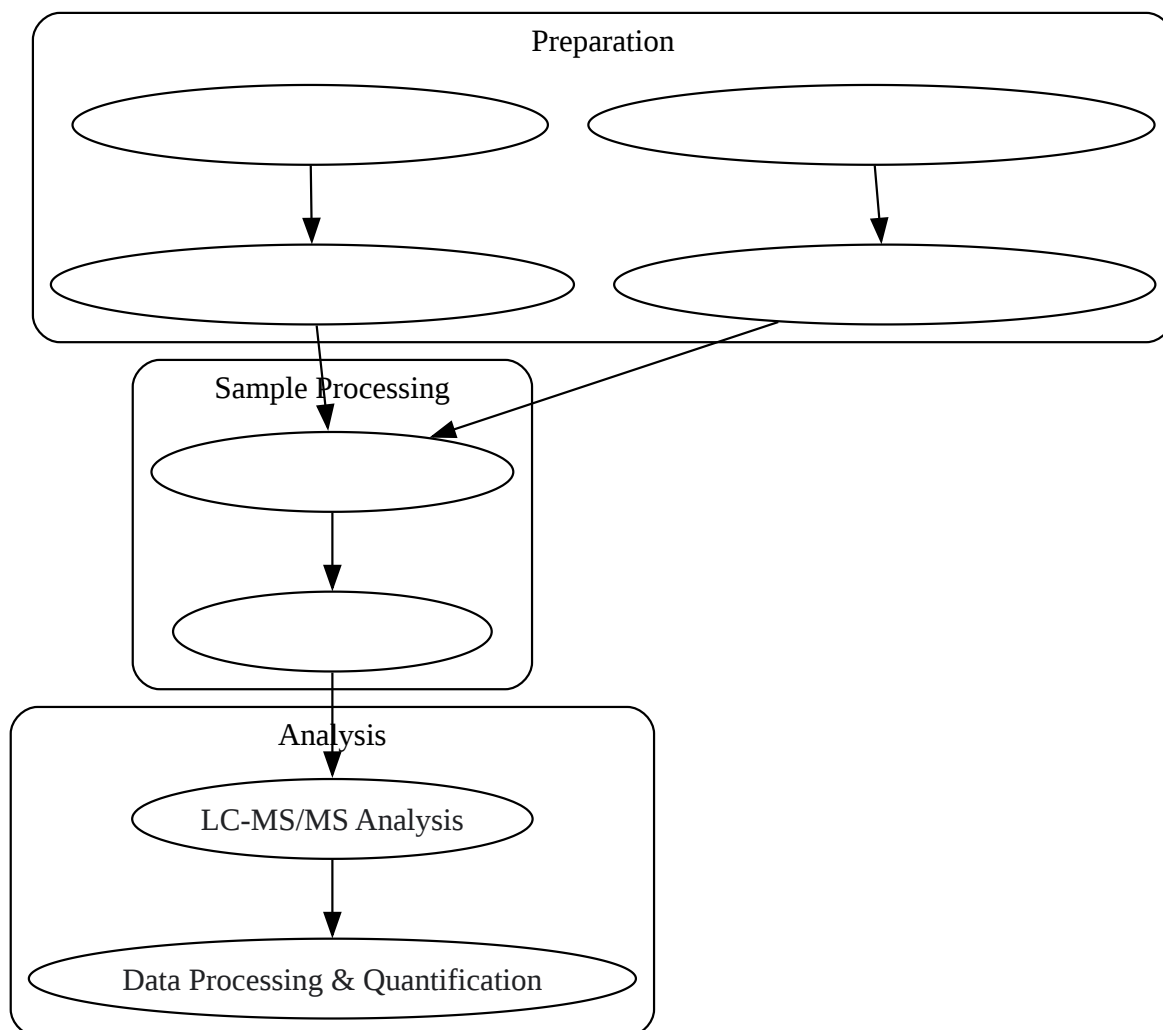 Preparation
Sample Processing
Analysis
LC-MS/MS Analysis
Data Processing & Quantification